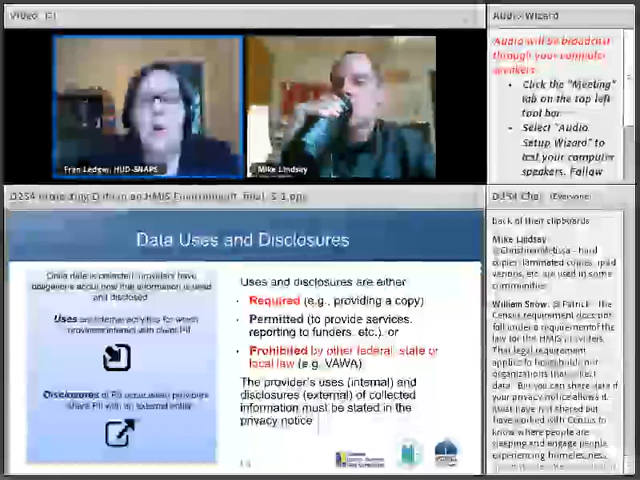 Video
Fran Ledger, HUD-SNAPS
Mike Lindsay
Audio Wizard
Audio will be broadcast
through your computer
speakers.
• Click the "Meeting"
tab on the top left
tool bar.
• Select "Audio
Setup Wizard" to
test your computer
speakers. Follow
Data Uses and Disclosures
Once data is collected, providers have
obligations about how that information is used
and disclosed
Uses are internal activities for which
providers interact with client PII
Disclosures of PII occur when providers
share PII with an external entity
Uses and disclosures are either
• Required (e.g., providing a copy)
• Permitted (to provide services,
reporting to funders, etc.), or
• Prohibited by other federal, state or
local law (e.g. VAWA)
The provider's uses (internal) and
disclosures (external) of collected
information must be stated in the
privacy notice
(Everyone
back of their clipboards
Mike Lindsay
hard
copies, laminated copies, ipad
versions, etc. are used in some
communities.
William Snow: @ Patrick - The
Census requirement does not
fall under a requirement of the
law for the HMIS providers.
That legal requirement
applies to households not
organizations that collect
data. But you can share data if
your privacy notice allows it.
Most have not shared but
have worked with Census to
know where people are
sleeping and engage people
experiencing homelessness.